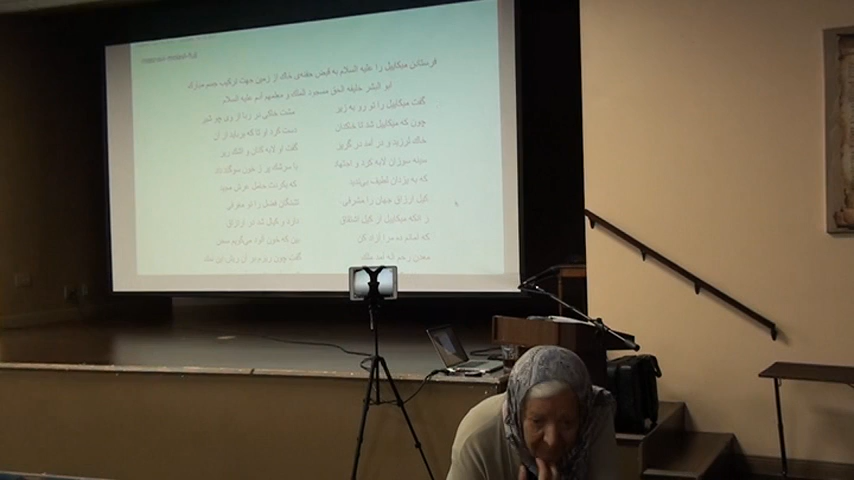 فرستادن میکاییل را علیه السلام به قبض حفنه‌ی خاک از زمین جهت ترکیب جسم مبارک
ابو البشر خلیفه الحق مسجود الملک و معلمهم آدم علیه السلام
گفت میکاییل را تو رو به زیر مشت خاکی در ربا از وی چو شیر
چون که میکاییل شد تا خاکدان دست کرد او تا که برباید از آن
خاک لرزید و در آمد در گریز گشت او لابه کنان و اشک ریز
سینه سوزان لابه کرد و اجتهاد با سرشک پر ز خون سوگند داد
که به یزدان لطیف بی‌ندید که بکردت حامل عرش مجید
کیل ارزاق جهان را مشرفی تشنگان فضل را تو مغرفی
ز آنکه میکاییل از کیل اشتقاق دارد و کیال شد در ارتزاق
که امانم ده مرا آزاد کن بین که خون آلود می‌گویم سخن
معدن رحم اله آمد ملک گفت چون ریزم بر آن ریش این نمک